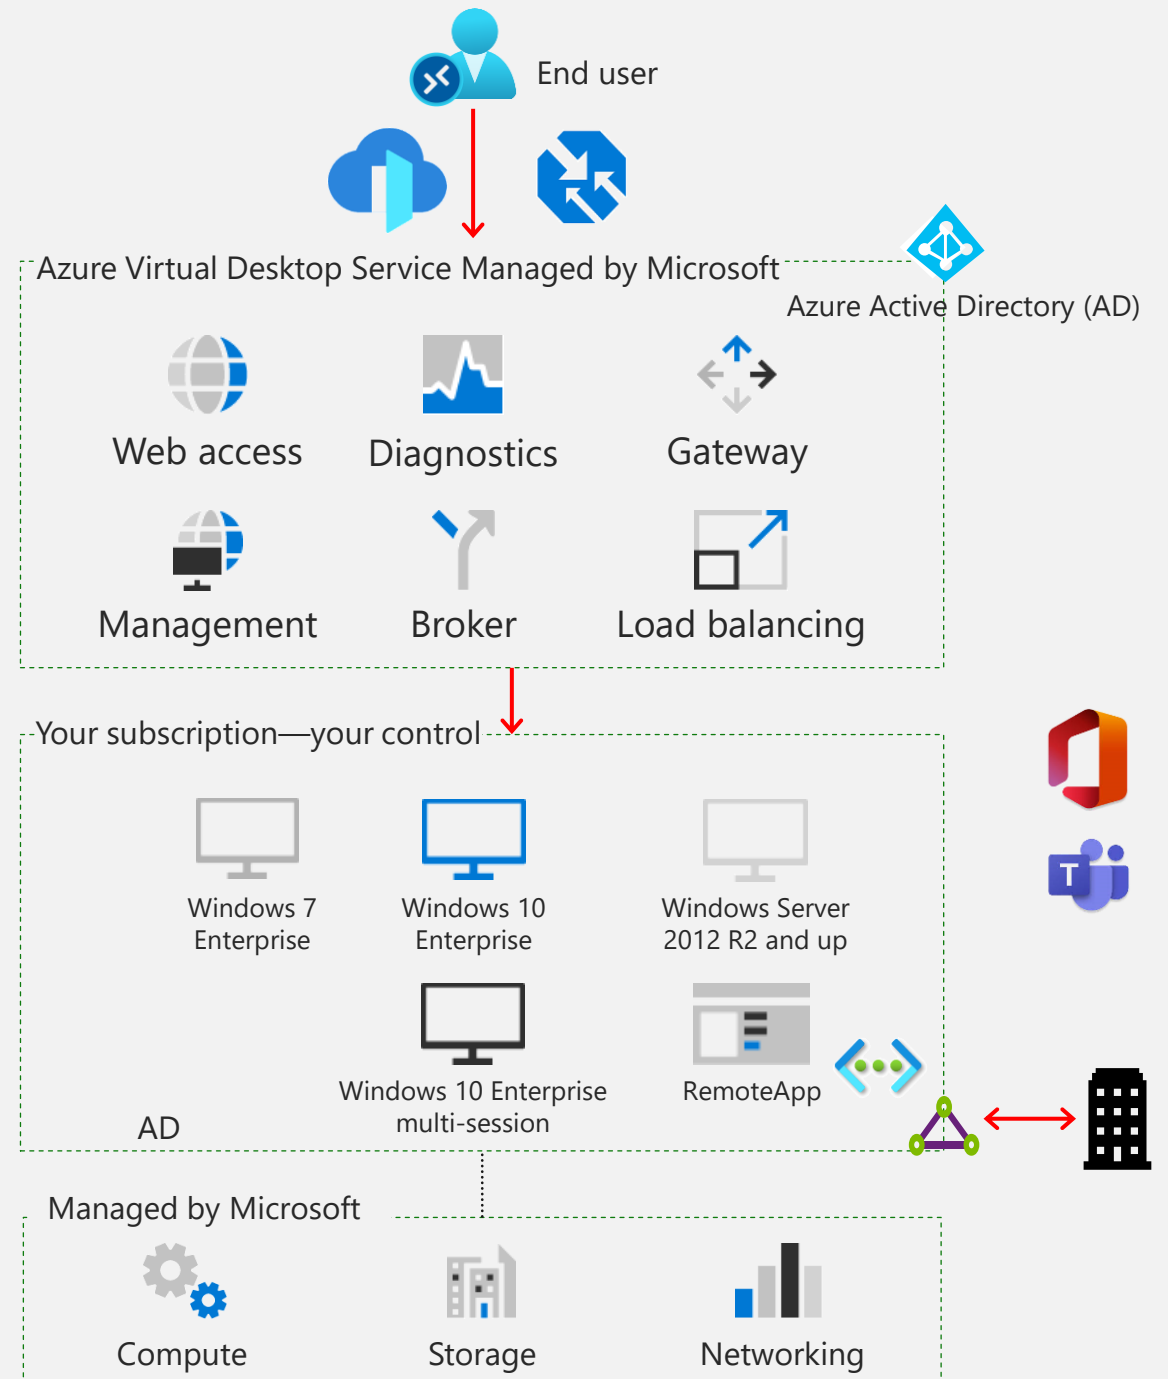 End user
Azure Virtual Desktop Service Managed by Microsoft
Azure Active Directory (AD)
Web access
Diagnostics
Gateway
Management
Broker
Load balancing
Your subscription—your control
Windows 7
Enterprise
Windows 10
Enterprise
Windows Server
2012 R2 and up
T
Windows 10 Enterprise
multi-session
RemoteApp
AD
Managed by Microsoft
Compute
Storage
Networking